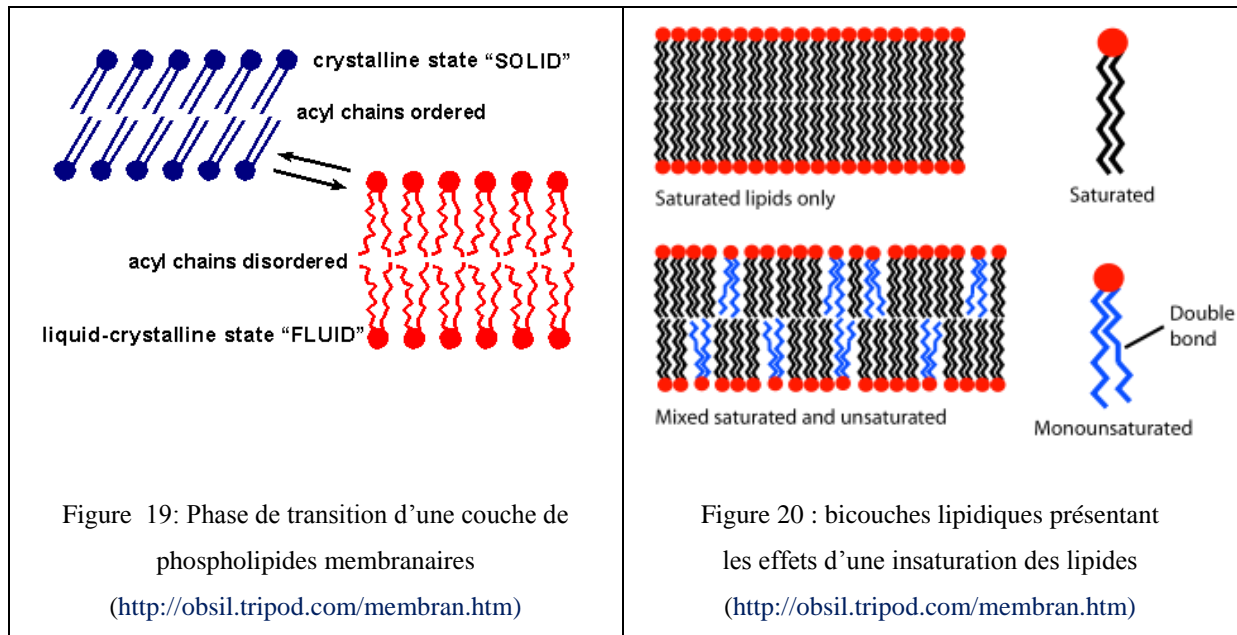 crystalline state “SOLID”
acyl chains ordered
acyl chains disordered
liquid-crystalline state “FLUID”
Figure 19: Phase de transition d’une couche de
phospholipides membranaires
(http://obsil.tripod.com/membran.htm)
Saturated lipids only
Saturated
Double
bond
Mixed saturated and unsaturated
Monounsaturated
Figure 20 : bicouches lipidiques présentant
les effets d’une insaturation des lipides
(http://obsil.tripod.com/membran.htm)